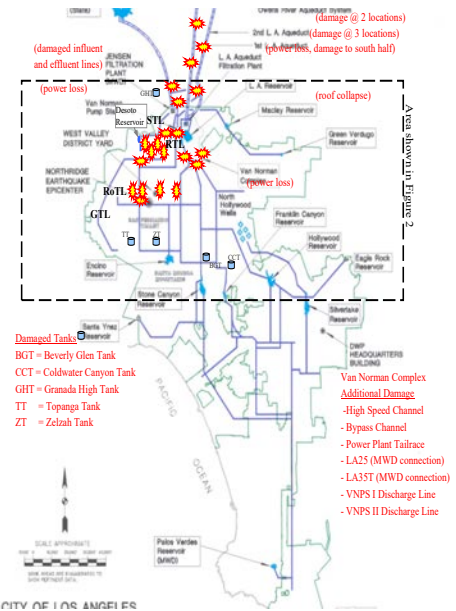 Owens River Aqueduct System
(damage @ 2 locations)
2nd L. A. Aqueduct
(damage @ 3 locations)
1st L. A. Aqueduct
(power loss, damage to south half)
(damaged influent
and effluent lines)
JENSEN
FILTRATION
PLANT
L. A. Aqueduct
Filtration Plant
(power loss)
GHT
L. A. Reservoir
(roof collapse)
Van Norman
Pump Sta
Desoto
Reservoir
STL
Maclay Reservoir
WEST VALLEY
DISTRICT YARD
RTL
Green Verdugo
Reservoir
Area shown in Figure 2
NORTHRIDGE
EARTHQUAKE
EPICENTER
Van Norman
Complex
(power loss)
RoTL
North
Hollywood
Wells
GTL
Franklin Canyon
Reservoir
TT
ZT
Hollywood
Reservoir
BGT
CCT
Eagle Rock
Reservoir
Encino
Reservoir
Stone Canyon
Reservoir
Silverlake
Reservoir
Santa Ynez
Reservoir
Damaged Tanks
DWP
HEADQUARTERS
BUILDING
BGT = Beverly Glen Tank
CCT = Coldwater Canyon Tank
GHT = Granada High Tank
TT = Topanga Tank
ZT = Zelzah Tank
PACIFIC
OCEAN
Van Norman Complex
Additional Damage
-High Speed Channel
- Bypass Channel
- Power Plant Tailrace
- LA25 (MWD connection)
- LA35T (MWD connection)
- VNPS I Discharge Line
- VNPS II Discharge Line
SCALE APPROXIMATE
Palos Verdes
Reservoir
(MWD)
CITY OF LOS ANGELES